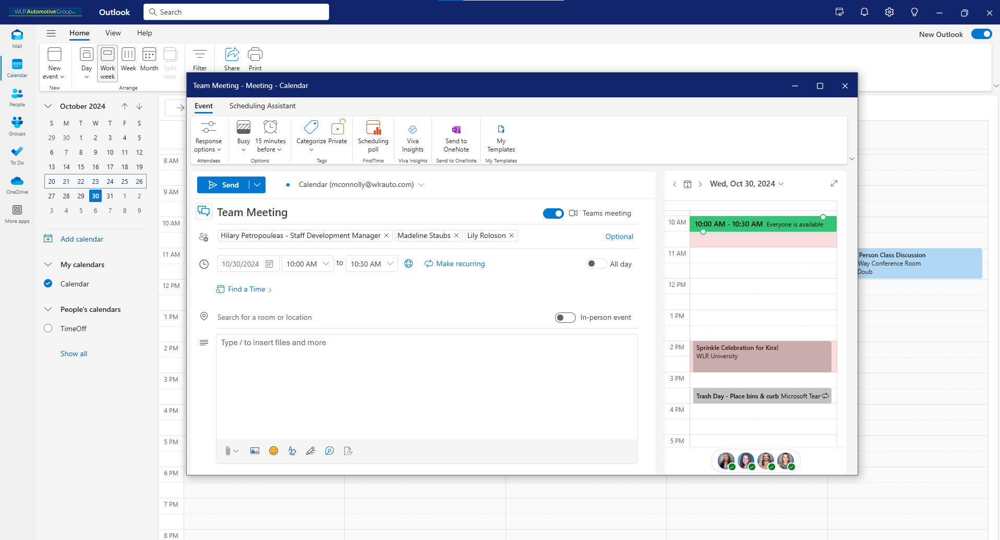 WLR AutomotiveGroup
Outlook
Search
Home
View
Help
New Outlook
Mail
Calendar
People
Groups
To Do
OneDrive
More apps
New event
Day
Work week
Week
Month
Split view
Filter
Share
Print
New
Arrange
October 2024
S M T W T F S
29 30 1 2 3 4 5
6 7 8 9 10 11 12
13 14 15 16 17 18 19
20 21 22 23 24 25 26
27 28 29 30 31 1 2
3 4 5 6 7 8 9
Add calendar
My calendars
Calendar
People's calendars
TimeOff
Show all
8 AM
9 AM
10 AM
11 AM
12 PM
1 PM
2 PM
3 PM
4 PM
5 PM
6 PM
7 PM
8 PM
Team Meeting - Meeting - Calendar
Event
Scheduling Assistant
Response options
Busy
15 minutes before
Categorize
Private
Scheduling poll
Viva Insights
Send to OneNote
My Templates
Attendees
Options
Tags
FindTime
Viva Insights
Send to OneNote
My Templates
Send
Calendar (mconnolly@wlrauto.com)
Team Meeting
Teams meeting
Hilary Petropouleas - Staff Development Manager
Madeline Staubs
Lily Roloson
Optional
10/30/2024
10:00 AM
to
10:30 AM
Make recurring
All day
Find a Time
Search for a room or location
In-person event
Type / to insert files and more
Wed, Oct 30, 2024
10 AM
10:00 AM - 10:30 AM Everyone is available
11 AM
12 PM
1 PM
2 PM
Sprinkle Celebration for Kira!
WLR University
3 PM
Trash Day - Place bins & curb Microsoft Tear
4 PM
5 PM
Person Class Discussion
Way Conference Room
Doub